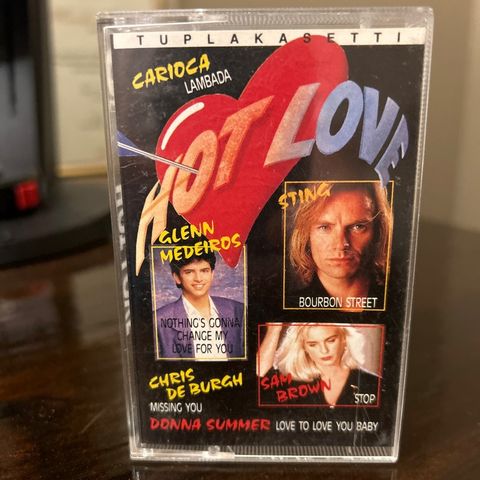 TUPLAKASETTI
CARIOCA
LAMBADA
HOT LOVE
STING
BOURBON STREET
GLENN
MEDEIROS
NOTHING'S GONNA
CHANGE MY
LOVE FOR YOU
CHRIS
DE BURGH
MISSING YOU
SAM
BROWN
STOP
DONNA SUMMER LOVE TO LOVE YOU BABY